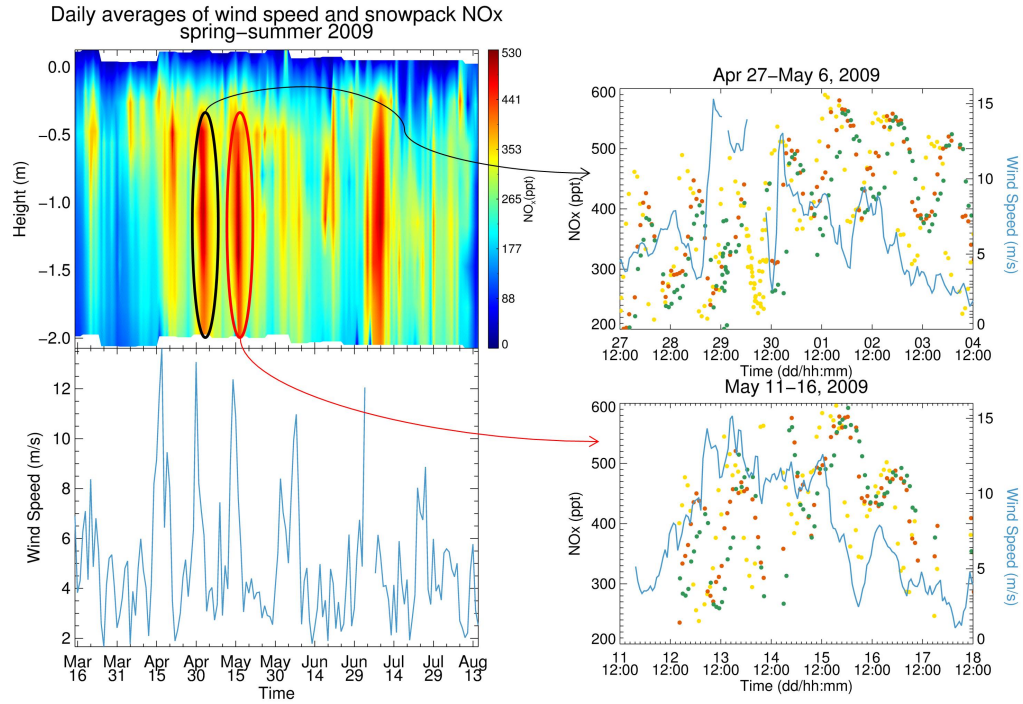 Daily averages of wind speed and snowpack NOx
spring−summer 2009
0.0
−0.5
−1.0
−1.5
−2.0
Height (m)
530
441
353
265
177
88
0
NOx(ppt)
12
10
8
6
4
2
Wind Speed (m/s)
Mar Mar Apr Apr May May Jun Jun Jul Jul Aug
16 31 15 30 15 30 14 29 15 29 13
Time
Apr 27−May 6, 2009
600
500
400
300
200
NOx (ppt)
15
10
5
0
Wind Speed (m/s)
27 28 29 30 01 02 03 04
12:00 12:00 12:00 12:00 12:00 12:00 12:00 12:00
Time (dd/hh:mm)
May 11−16, 2009
600
500
400
300
200
NOx (ppt)
15
10
5
0
Wind Speed (m/s)
11 12 13 14 15 16 17 18
12:00 12:00 12:00 12:00 12:00 12:00 12:00 12:00
Time (dd/hh:mm)